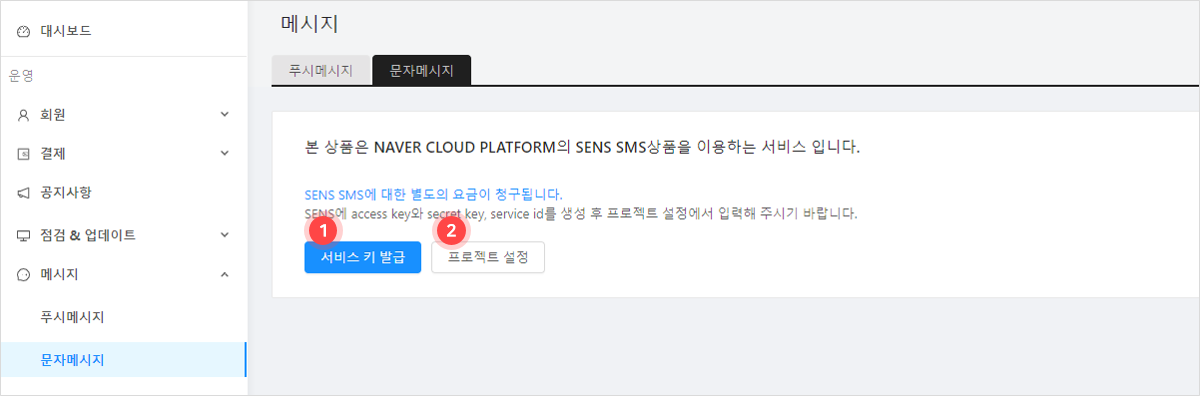 대시보드
운영
회원
결제
공지사항
점검 & 업데이트
메시지
푸시메시지
문자메시지
메시지
푸시메시지
문자메시지
본 상품은 NAVER CLOUD PLATFORM의 SENS SMS상품을 이용하는 서비스 입니다.
SENS SMS에 대한 별도의 요금이 청구됩니다.
SENS에 access key와 secret key, service id를 생성 후 프로젝트 설정에서 입력해 주시기 바랍니다.
1
2
서비스 키 발급
프로젝트 설정